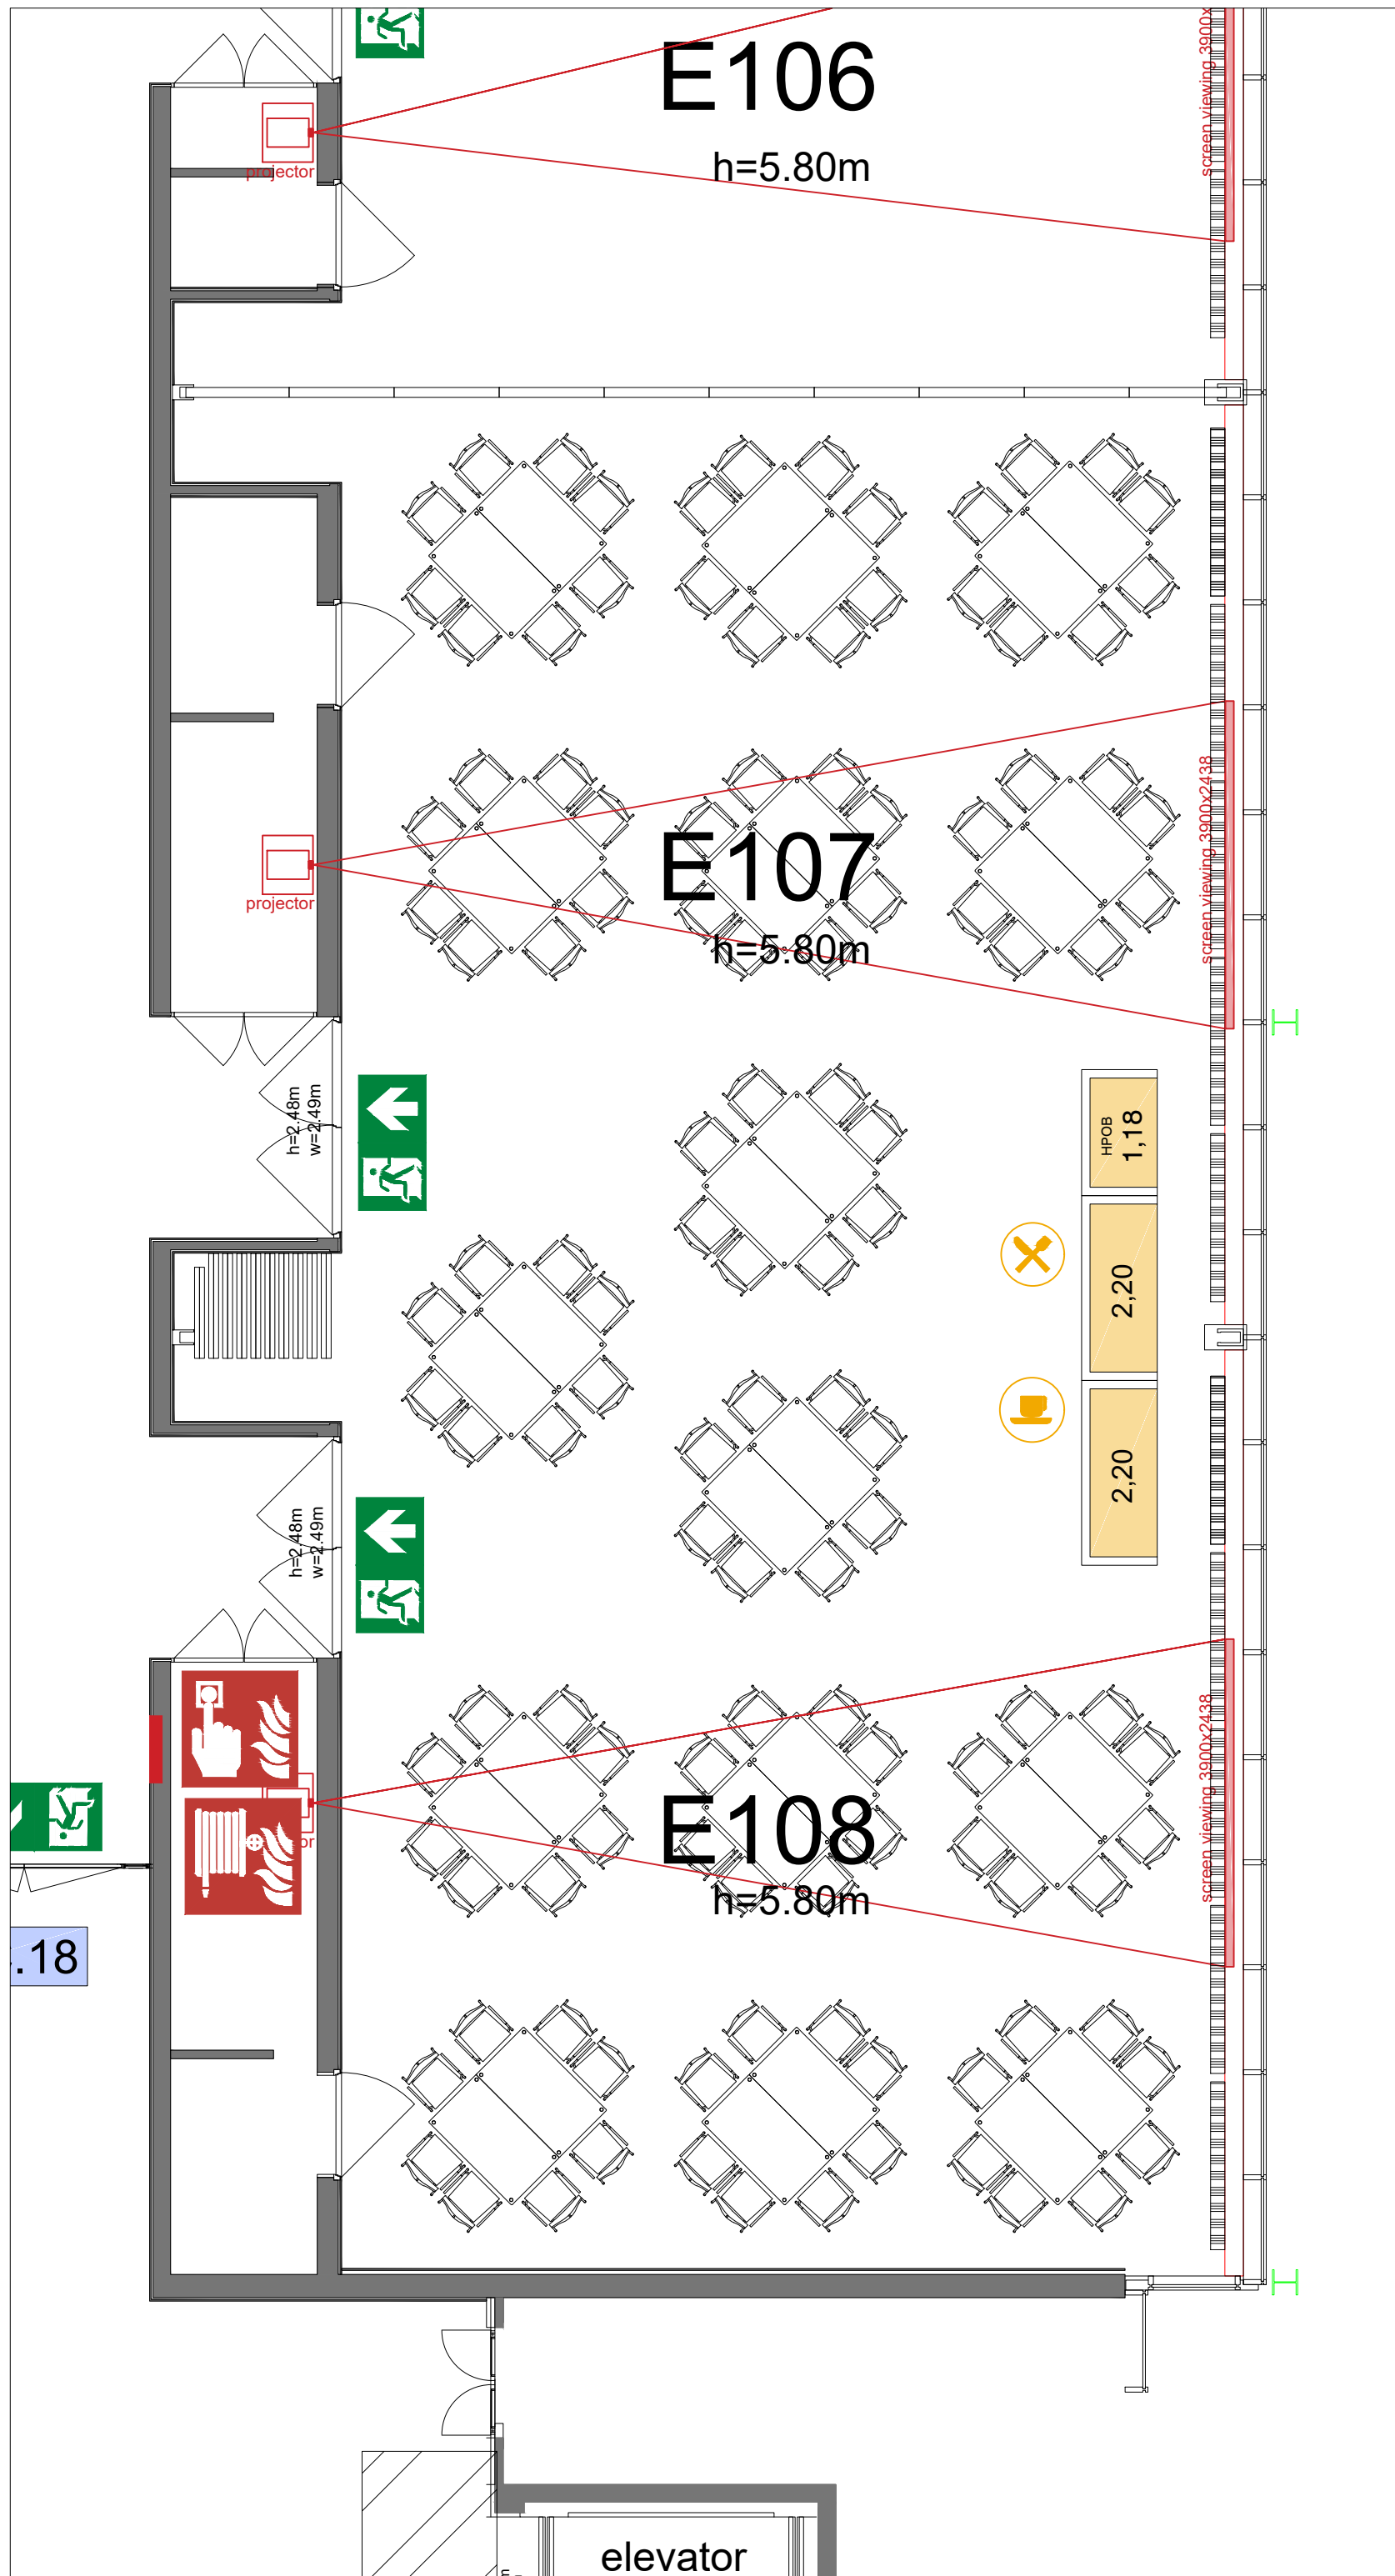 E106
h=5.80m
screen viewing 3900x
projector
E107
h=5.80m
screen viewing 3900x2438
projector
h=2.48m
w=2.49m
HPOB
1,18
2,20
2,20
h=2.48m
w=2.49m
E108
h=5.80m
screen viewing 3900x2438
.18
elevator